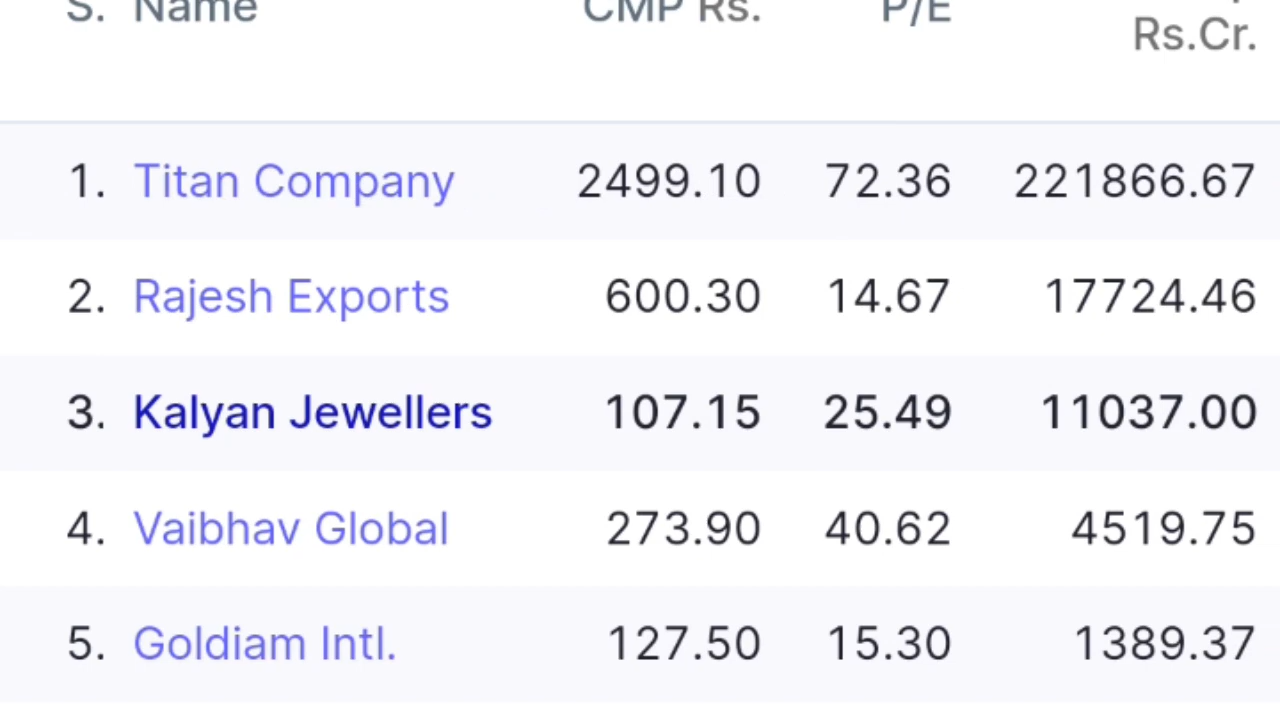 S. Name CMP Rs. P/E
Rs.Cr.
1. Titan Company 2499.10 72.36 221866.67
2. Rajesh Exports 600.30 14.67 17724.46
3. Kalyan Jewellers 107.15 25.49 11037.00
4. Vaibhav Global 273.90 40.62 4519.75
5. Goldiam Intl. 127.50 15.30 1389.37